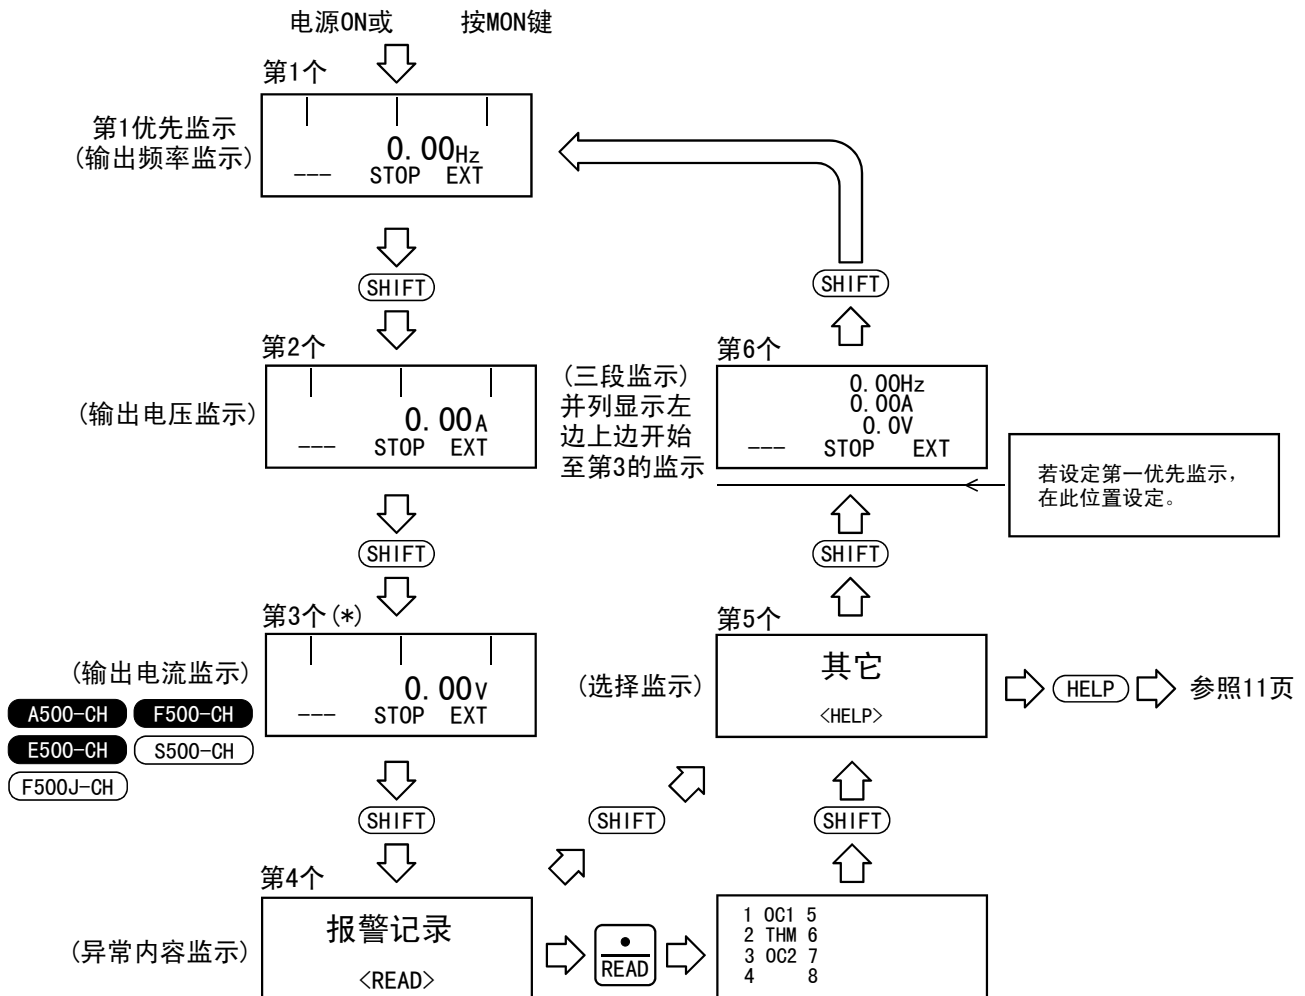 电源ON或 按MON键
第1个
第1优先监示
(输出频率监示)
0.00Hz
--- STOP EXT
SHIFT
第2个
(输出电压监示)
0.00A
--- STOP EXT
SHIFT
第3个(*)
(输出电流监示)
A500-CH F500-CH
E500-CH S500-CH
F500J-CH
0.00V
--- STOP EXT
SHIFT
第4个
(异常内容监示)
报警记录
<READ>
READ
1 OC1 5
2 THM 6
3 OC2 7
4 8
SHIFT
SHIFT
第5个
(选择监示)
其它
<HELP>
HELP
参照11页
SHIFT
第6个
(三段监示)
并列显示左
边上边开始
至第3的监示
0.00Hz
0.00A
0.0V
--- STOP EXT
若设定第一优先监示，
在此位置设定。
SHIFT